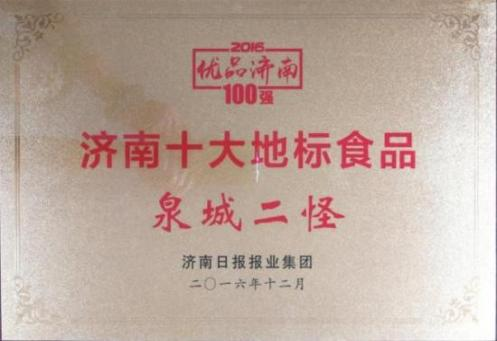 2016
优品济南
100强
济南十大地标食品
泉城二怪
济南日报报业集团
二〇一六年十二月